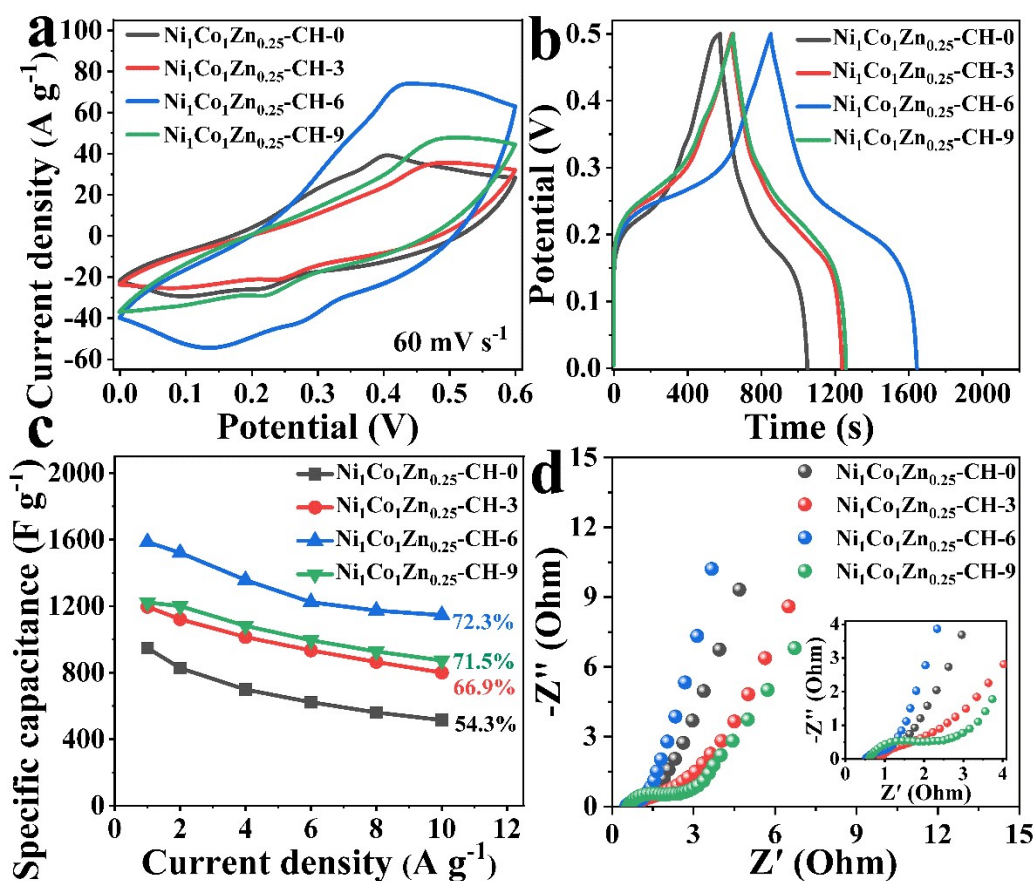 a
Ni₁Co₁Zn₀.₂₅-CH-0
Ni₁Co₁Zn₀.₂₅-CH-3
Ni₁Co₁Zn₀.₂₅-CH-6
Ni₁Co₁Zn₀.₂₅-CH-9
60 mV s⁻¹
100
80
60
40
20
0
-20
-40
-60
Current density (A g⁻¹)
0.0 0.1 0.2 0.3 0.4 0.5 0.6
Potential (V)
b
Ni₁Co₁Zn₀.₂₅-CH-0
Ni₁Co₁Zn₀.₂₅-CH-3
Ni₁Co₁Zn₀.₂₅-CH-6
Ni₁Co₁Zn₀.₂₅-CH-9
0.5
0.4
0.3
0.2
0.1
0.0
Potential (V)
0 400 800 1200 1600 2000
Time (s)
c
Ni₁Co₁Zn₀.₂₅-CH-0
Ni₁Co₁Zn₀.₂₅-CH-3
Ni₁Co₁Zn₀.₂₅-CH-6
Ni₁Co₁Zn₀.₂₅-CH-9
72.3%
71.5%
66.9%
54.3%
2000
1600
1200
800
400
0
Specific capacitance (F g⁻¹)
0 2 4 6 8 10 12
Current density (A g⁻¹)
d
Ni₁Co₁Zn₀.₂₅-CH-0
Ni₁Co₁Zn₀.₂₅-CH-3
Ni₁Co₁Zn₀.₂₅-CH-6
Ni₁Co₁Zn₀.₂₅-CH-9
15
12
9
6
3
0
-Z'' (Ohm)
0 3 6 9 12 15
Z' (Ohm)
4
3
2
1
0
-Z'' (Ohm)
0 1 2 3 4
Z' (Ohm)